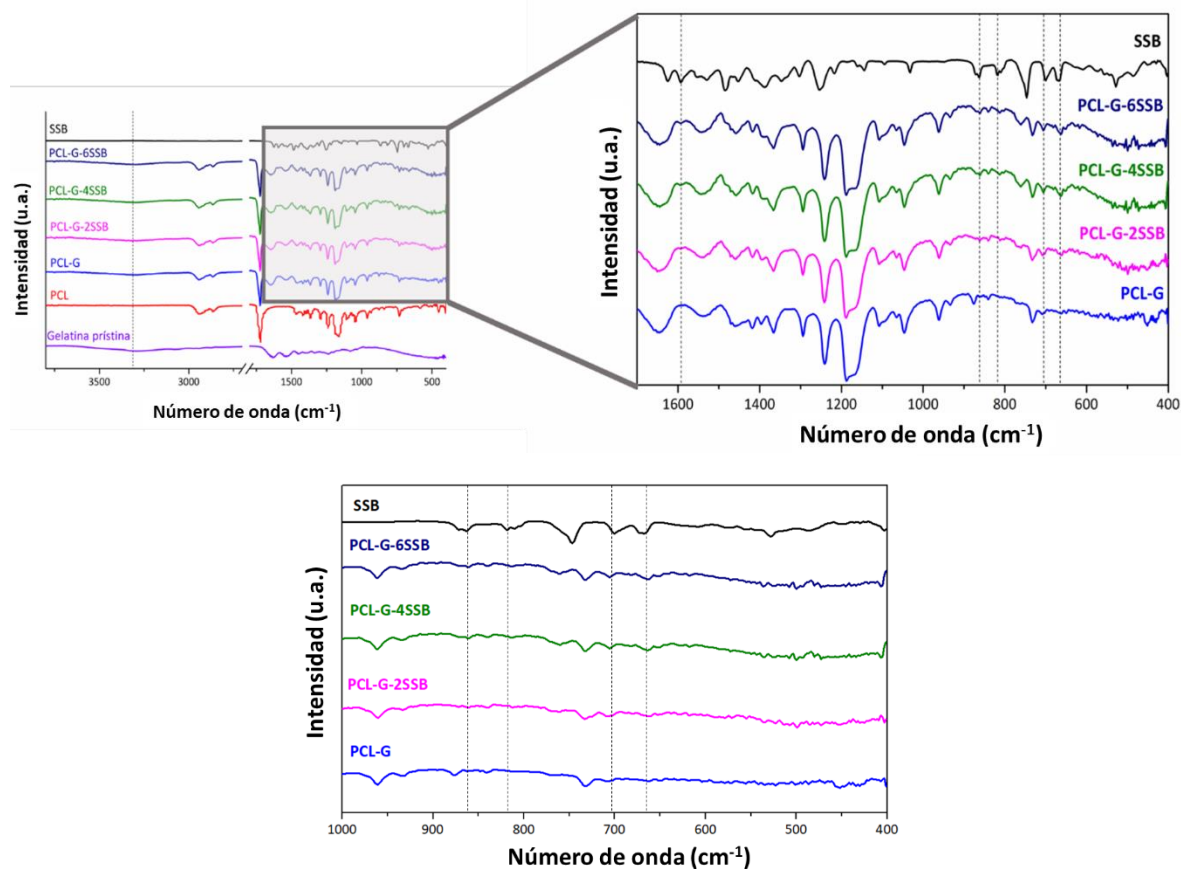 SSB
PCL-G-6SSB
PCL-G-4SSB
PCL-G-2SSB
PCL-G
PCL
Gelatina prístina
Intensidad (u.a.)
3500
3000
1500
1000
500
Número de onda (cm-1)
SSB
PCL-G-6SSB
PCL-G-4SSB
PCL-G-2SSB
PCL-G
Intensidad (u.a.)
1600
1400
1200
1000
800
600
400
Número de onda (cm-1)
SSB
PCL-G-6SSB
PCL-G-4SSB
PCL-G-2SSB
PCL-G
Intensidad (u.a.)
1000
900
800
700
600
500
400
Número de onda (cm-1)